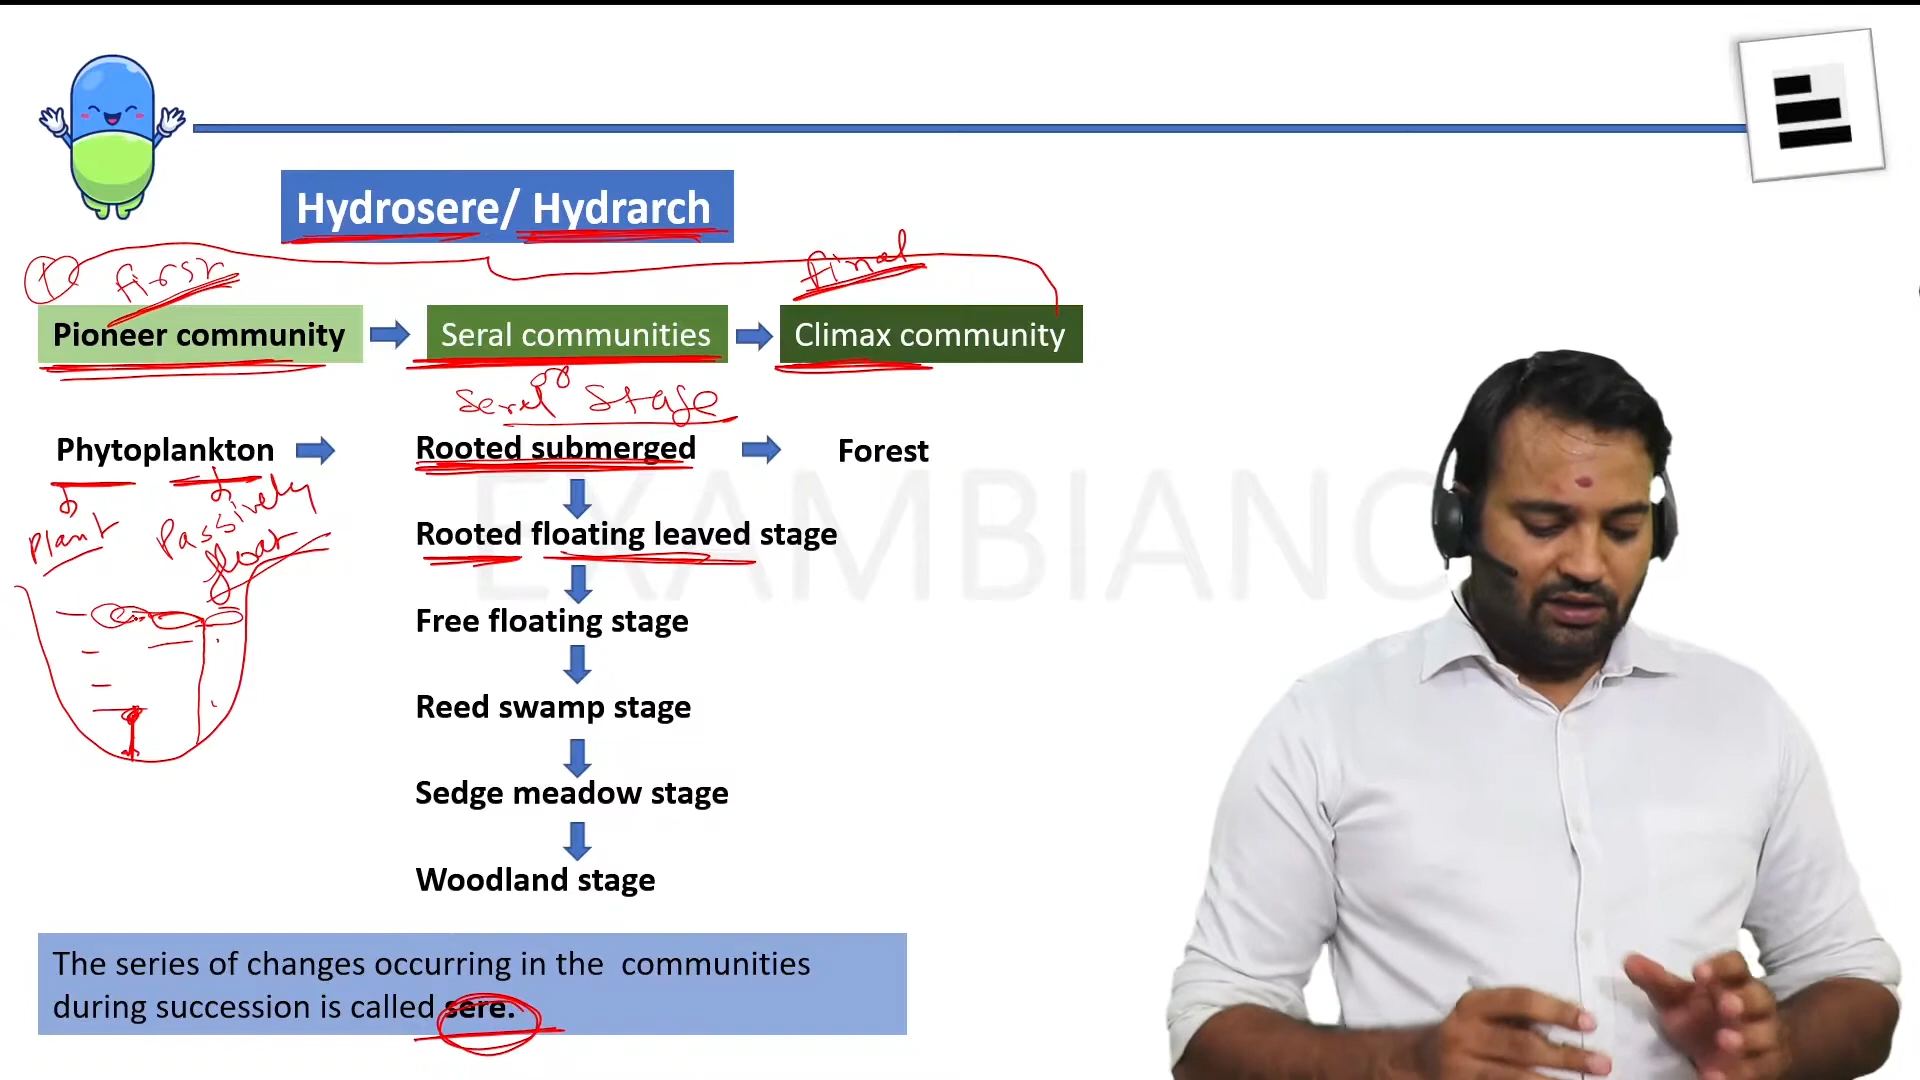 Hydrosere/ Hydrarch
first
final
Pioneer community
Seral communities
Climax community
or
Seral Stage
Phytoplankton
Rooted submerged
Forest
Plant
Passively
float
Rooted floating leaved stage
EXAMBIANC
Free floating stage
Reed swamp stage
Sedge meadow stage
Woodland stage
The series of changes occurring in the communities
during succession is called sere.